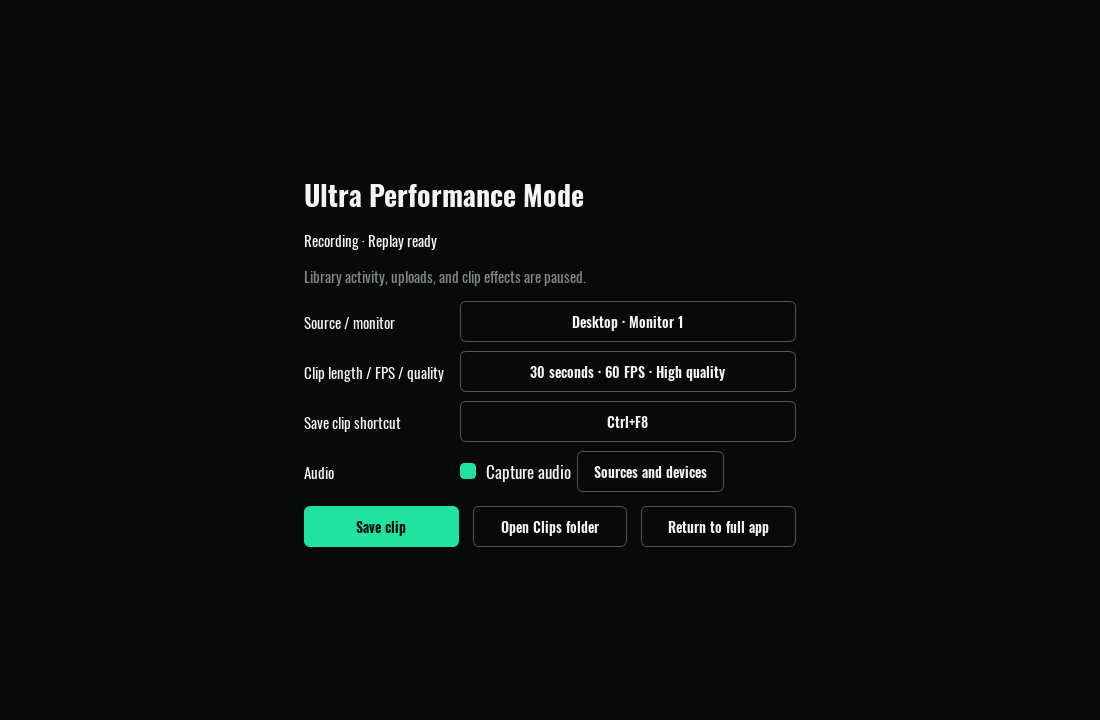 Ultra Performance Mode
Recording · Replay ready
Library activity, uploads, and clip effects are paused.
Source / monitor
Desktop · Monitor 1
Clip length / FPS / quality
30 seconds · 60 FPS · High quality
Save clip shortcut
Ctrl+F8
Audio
Capture audio
Sources and devices
Save clip
Open Clips folder
Return to full app